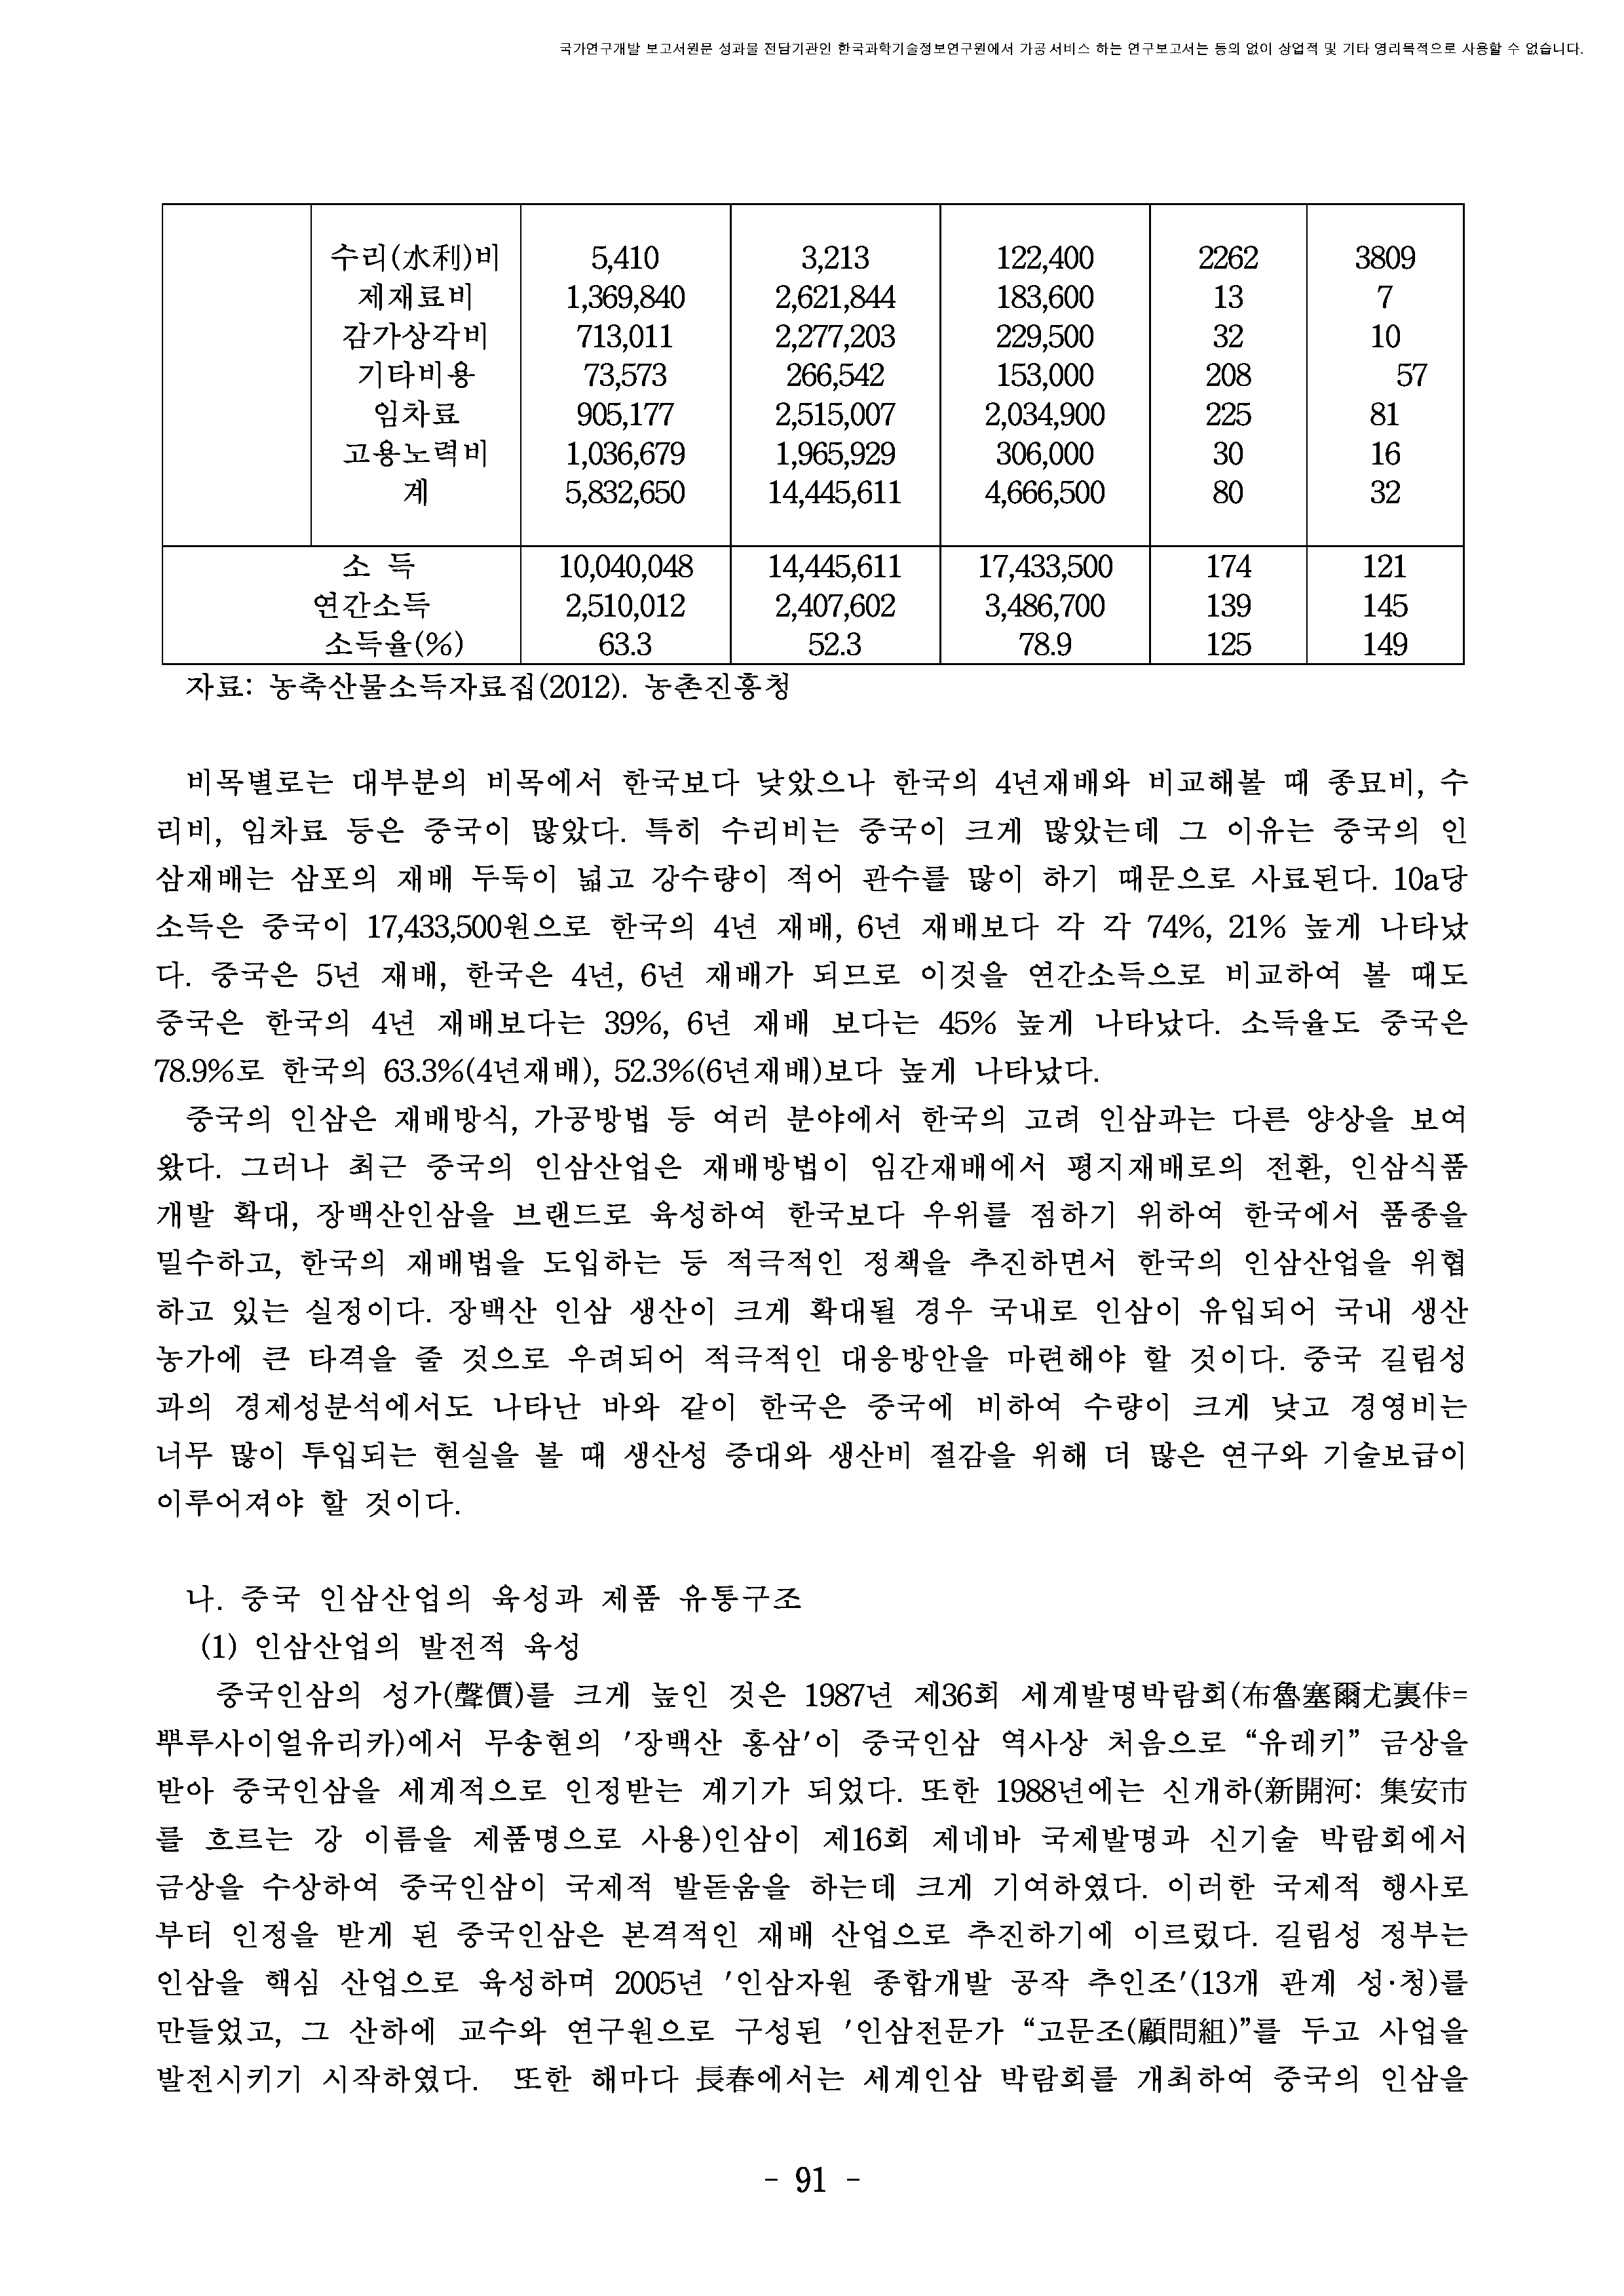 국가연구개발 보고서원문 성과물 전담기관인 한국과학기술정보연구원에서 가공·서비스 하는 연구보고서는 동의 없이 상업적 및 기타 영리목적으로 사용할 수 없습니다.
수리(水利)비 5,410 3,213 122,400 2262 3809
제재료비 1,369,840 2,621,844 183,600 13 7
감가상각비 713,011 2,277,203 229,500 32 10
기타비용 73,573 266,542 153,000 208 57
임차료 905,177 2,515,007 2,034,900 225 81
고용노력비 1,036,679 1,965,929 306,000 30 16
계 5,832,650 14,445,611 4,666,500 80 32
소 득 10,040,048 14,445,611 17,433,500 174 121
연간소득 2,510,012 2,407,602 3,486,700 139 145
소득율(%) 63.3 52.3 78.9 125 149
자료: 농축산물소득자료집(2012). 농촌진흥청
비목별로는 대부분의 비목에서 한국보다 낮았으나 한국의 4년재배와 비교해볼 때 종묘비, 수
리비, 임차료 등은 중국이 많았다. 특히 수리비는 중국이 크게 많았는데 그 이유는 중국의 인
삼재배는 삼포의 재배 두둑이 넓고 강수량이 적어 관수를 많이 하기 때문으로 사료된다. 10a당
소득은 중국이 17,433,500원으로 한국의 4년 재배, 6년 재배보다 각 각 74%, 21% 높게 나타났
다. 중국은 5년 재배, 한국은 4년, 6년 재배가 되므로 이것을 연간소득으로 비교하여 볼 때도
중국은 한국의 4년 재배보다는 39%, 6년 재배 보다는 45% 높게 나타났다. 소득율도 중국은
78.9%로 한국의 63.3%(4년재배), 52.3%(6년재배)보다 높게 나타났다.
중국의 인삼은 재배방식, 가공방법 등 여러 분야에서 한국의 고려 인삼과는 다른 양상을 보여
왔다. 그러나 최근 중국의 인삼산업은 재배방법이 임간재배에서 평지재배로의 전환, 인삼식품
개발 확대, 장백산인삼을 브랜드로 육성하여 한국보다 우위를 점하기 위하여 한국에서 품종을
밀수하고, 한국의 재배법을 도입하는 등 적극적인 정책을 추진하면서 한국의 인삼산업을 위협
하고 있는 실정이다. 장백산 인삼 생산이 크게 확대될 경우 국내로 인삼이 유입되어 국내 생산
농가에 큰 타격을 줄 것으로 우려되어 적극적인 대응방안을 마련해야 할 것이다. 중국 길림성
과의 경제성분석에서도 나타난 바와 같이 한국은 중국에 비하여 수량이 크게 낮고 경영비는
너무 많이 투입되는 현실을 볼 때 생산성 증대와 생산비 절감을 위해 더 많은 연구와 기술보급이
이루어져야 할 것이다.
나. 중국 인삼산업의 육성과 제품 유통구조
(1) 인삼산업의 발전적 육성
중국인삼의 성가(聲價)를 크게 높인 것은 1987년 제36회 세계발명박람회(布魯塞爾尤裏佧=
뿌루사이얼유리카)에서 무송현의 '장백산 홍삼'이 중국인삼 역사상 처음으로 “유레키” 금상을
받아 중국인삼을 세계적으로 인정받는 계기가 되었다. 또한 1988년에는 신개하(新開河: 集安市
를 흐르는 강 이름을 제품명으로 사용)인삼이 제16회 제네바 국제발명과 신기술 박람회에서
금상을 수상하여 중국인삼이 국제적 발돋움을 하는데 크게 기여하였다. 이러한 국제적 행사로
부터 인정을 받게 된 중국인삼은 본격적인 재배 산업으로 추진하기에 이르렀다. 길림성 정부는
인삼을 핵심 산업으로 육성하며 2005년 '인삼자원 종합개발 공작 추인조'(13개 관계 성·청)를
만들었고, 그 산하에 교수와 연구원으로 구성된 '인삼전문가 “고문조(顧問組)”를 두고 사업을
발전시키기 시작하였다. 또한 해마다 長春에서는 세계인삼 박람회를 개최하여 중국의 인삼을
- 91 -